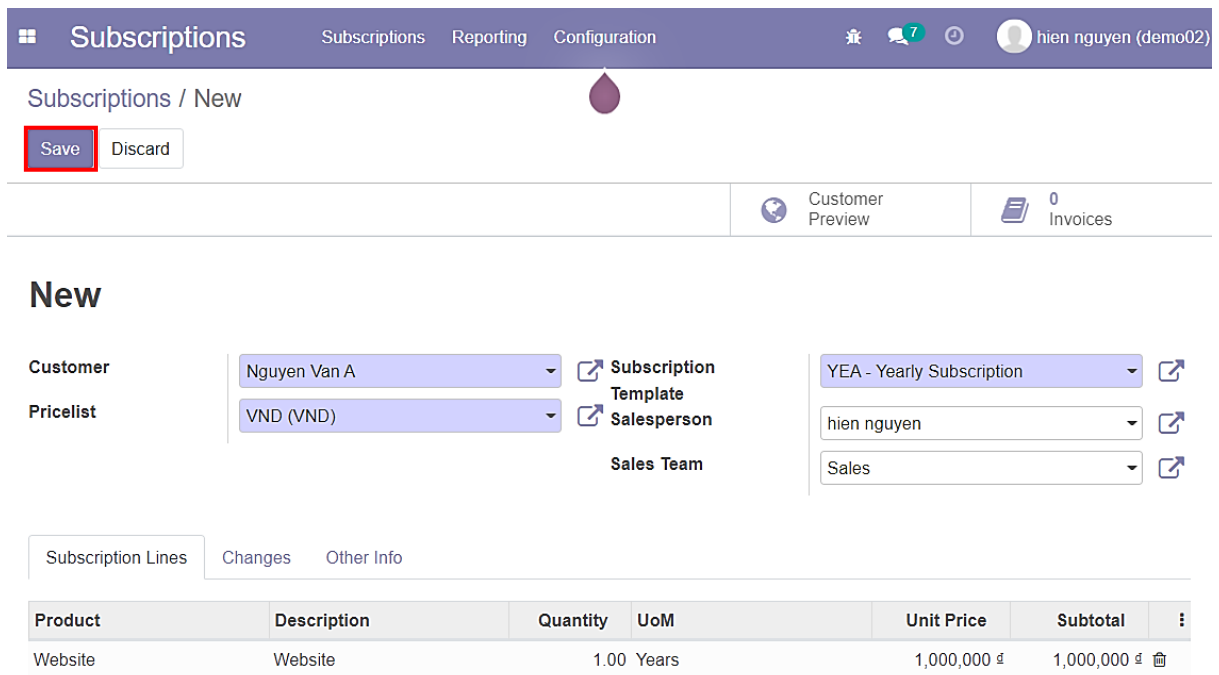 Subscriptions Subscriptions Reporting Configuration 7 hien nguyen (demo02)
Subscriptions / New
Save Discard
Customer Preview
0 Invoices
New
Customer Nguyen Van A
Subscription Template YEA - Yearly Subscription
Pricelist VND (VND)
Salesperson hien nguyen
Sales Team Sales
Subscription Lines Changes Other Info
Product Description Quantity UoM Unit Price Subtotal
Website Website 1.00 Years 1,000,000 ₫ 1,000,000 ₫